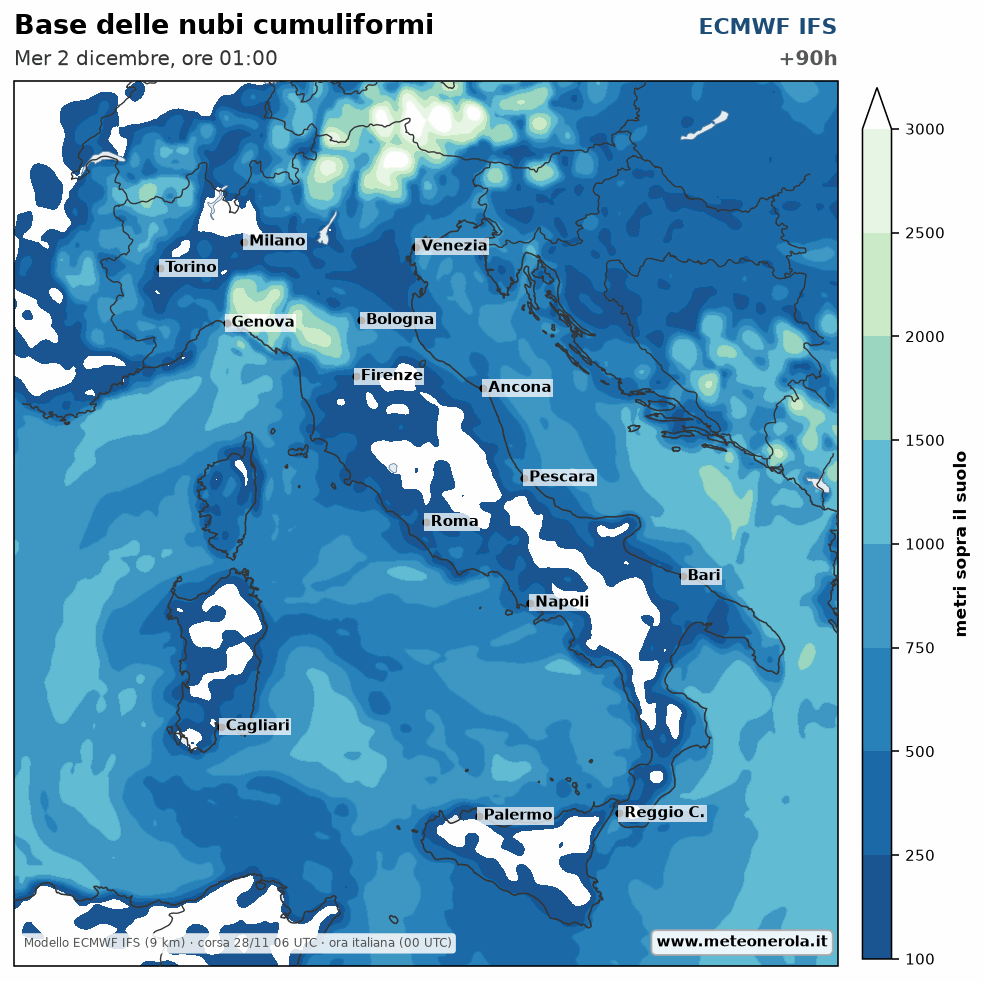 Base delle nubi cumuliformi
ECMWF IFS
Mer 2 dicembre, ore 01:00
+90h
3000
2500
2000
1500
1000
750
500
250
100
metri sopra il suolo
Milano
Venezia
Torino
Genova
Bologna
Firenze
Ancona
Pescara
Roma
Bari
Napoli
Cagliari
Palermo
Reggio C.
Modello ECMWF IFS (9 km) · corsa 28/11 06 UTC · ora italiana (00 UTC)
www.meteonerola.it